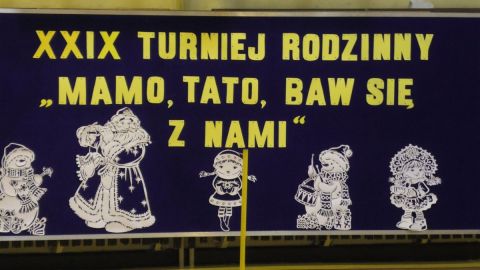 XXIX TURNIEJ RODZINNY
„MAMO, TATO, BAW SIĘ
Z NAMI"